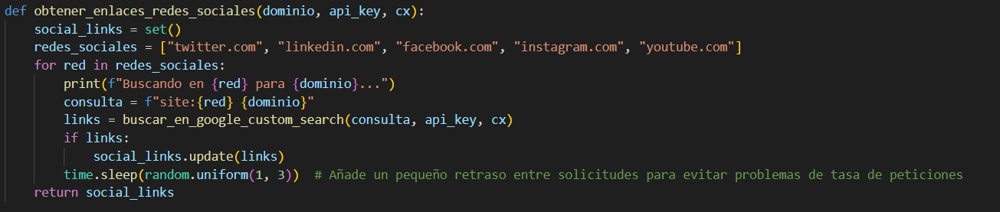 def obtener_enlaces_redes_sociales(dominio, api_key, cx):
    social_links = set()
    redes_sociales = ["twitter.com", "linkedin.com", "facebook.com", "instagram.com", "youtube.com"]
    for red in redes_sociales:
        print(f"Buscando en {red} para {dominio}...")
        consulta = f"site:{red} {dominio}"
        links = buscar_en_google_custom_search(consulta, api_key, cx)
        if links:
            social_links.update(links)
        time.sleep(random.uniform(1, 3))  # Añade un pequeño retraso entre solicitudes para evitar problemas de tasa de peticiones
    return social_links